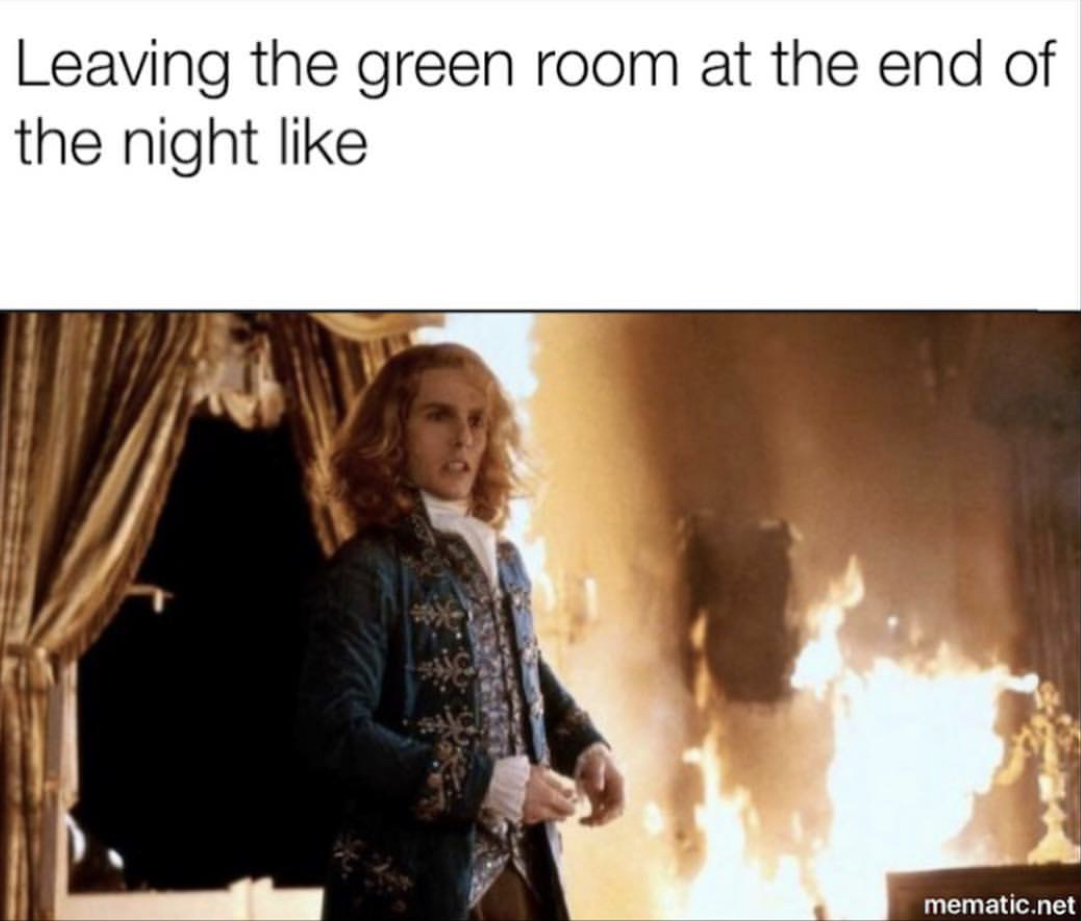 Leaving the green room at the end of
the night like
mematic.net